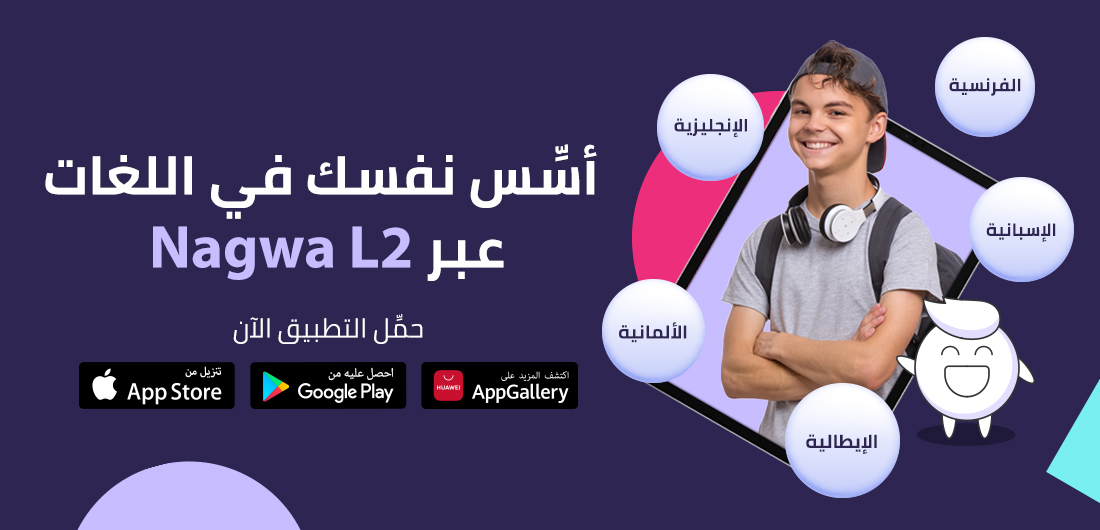 أسِّس نفسك في اللغات
عبر Nagwa L2
حمِّل التطبيق الآن
اكتشف المزيد على
AppGallery
HUAWEI
احصل عليه من
Google Play
تنزيل من
App Store
الفرنسية
الإنجليزية
الإسبانية
الألمانية
الإيطالية